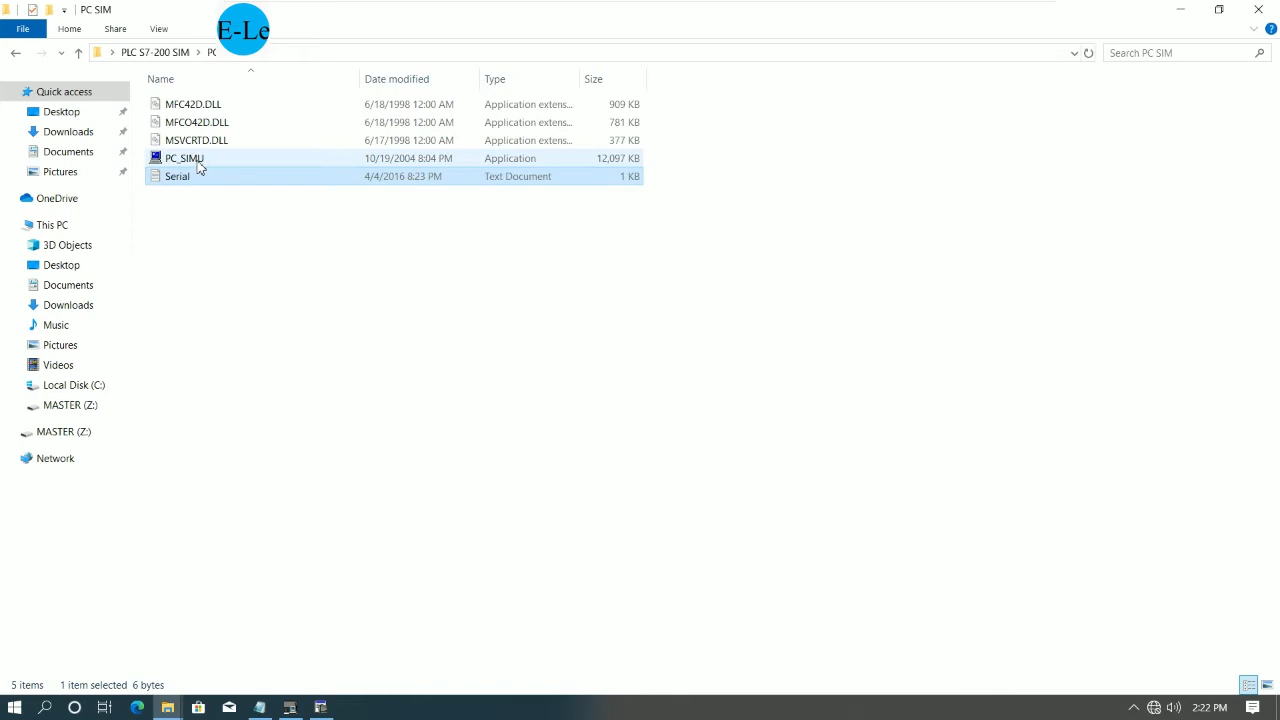 PC SIM
File Home Share View
E-Le
PLC S7-200 SIM Search PC SIM
Name Date modified Type Size
Quick access
Desktop
Downloads
Documents
Pictures
OneDrive
This PC
3D Objects
Desktop
Documents
Downloads
Music
Pictures
Videos
Local Disk (C:)
MASTER (Z:)
MASTER (Z:)
Network
MFC42D.DLL 6/18/1998 12:00 AM Application extens... 909 KB
MFCO42D.DLL 6/18/1998 12:00 AM Application extens... 781 KB
MSVCRTD.DLL 6/17/1998 12:00 AM Application extens... 377 KB
PC_SIMU 10/19/2004 8:04 PM Application 12,097 KB
Serial 4/4/2016 8:23 PM Text Document 1 KB
5 items 1 item selected 6 bytes
2:22 PM